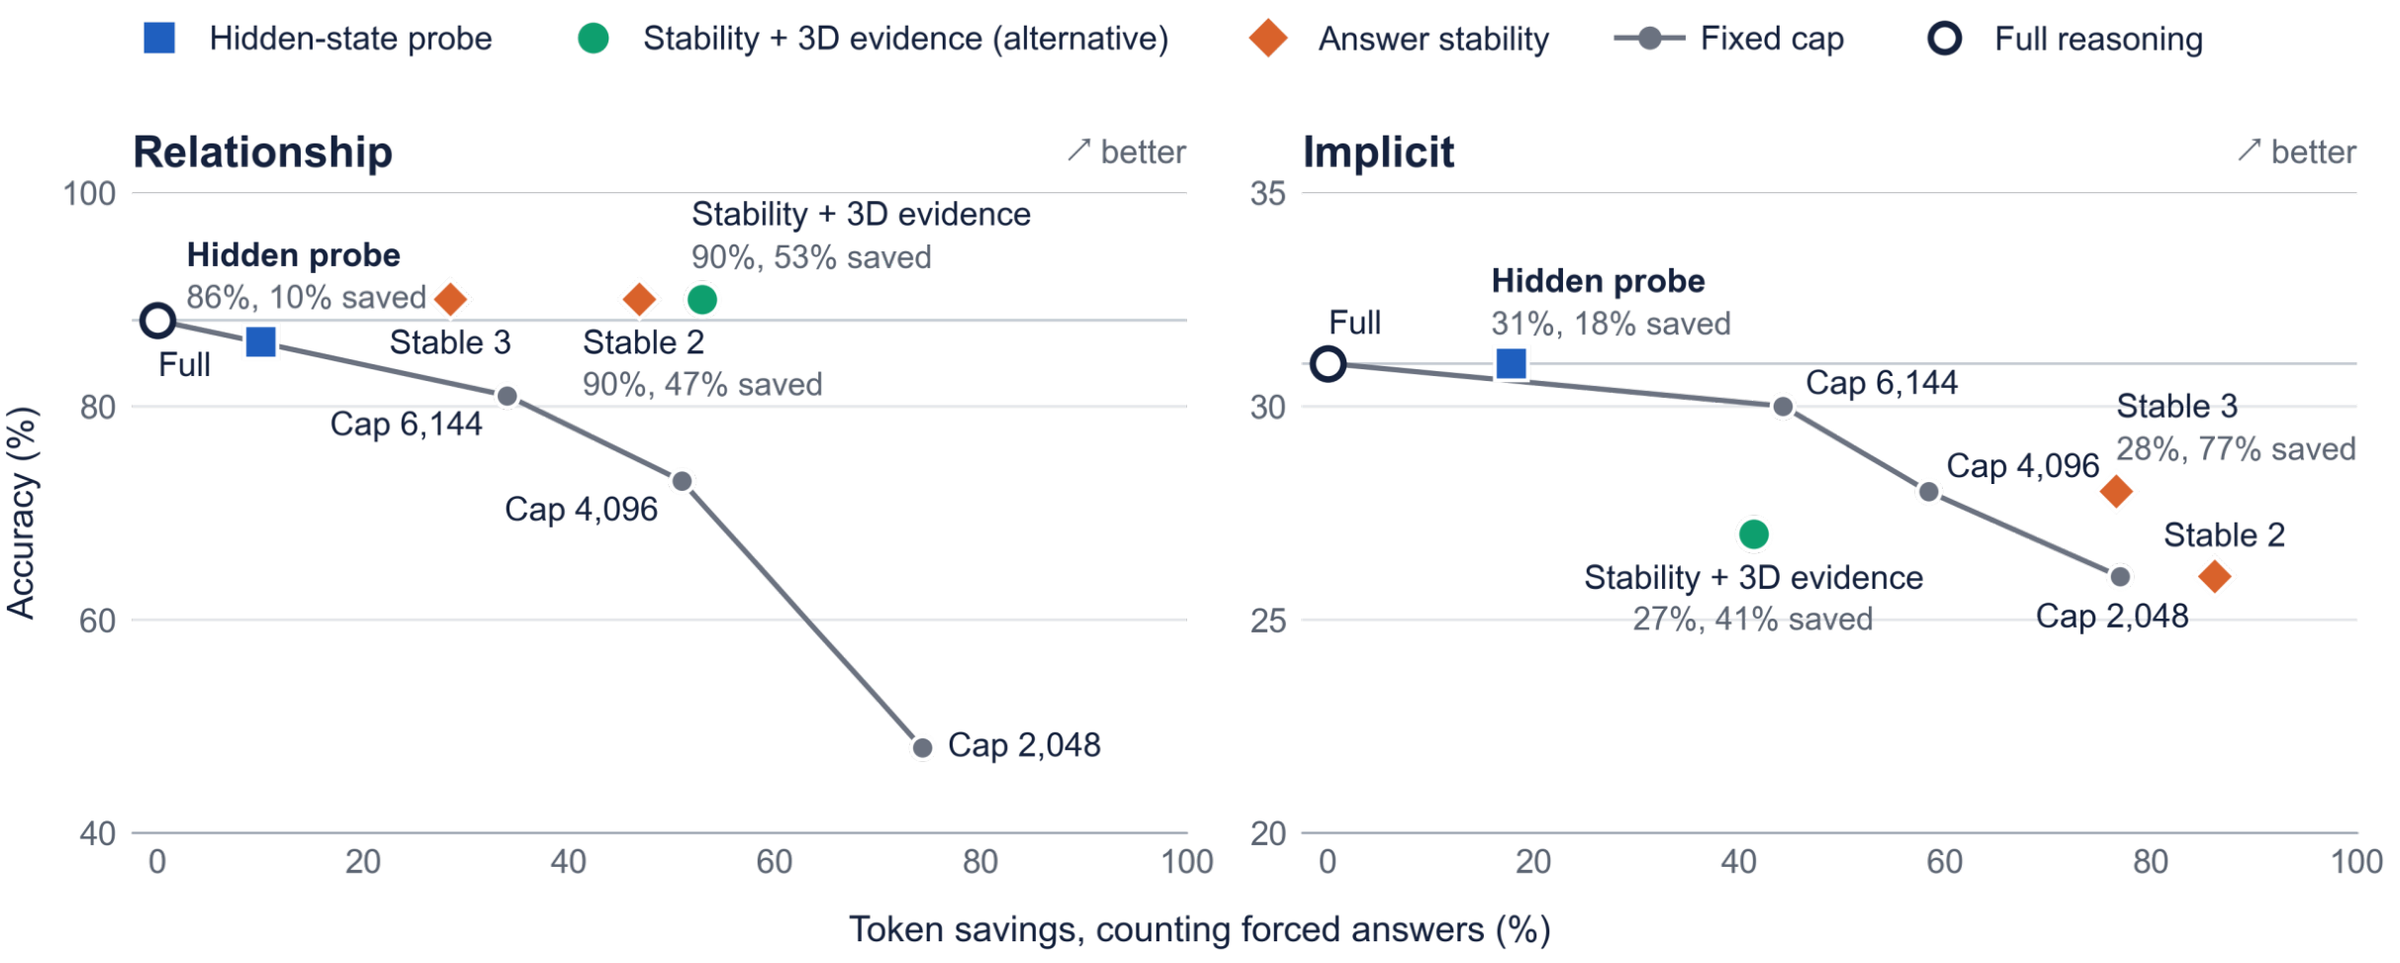 Hidden-state probe
Stability + 3D evidence (alternative)
Answer stability
Fixed cap
Full reasoning
Relationship
↗ better
100
80
60
40
Accuracy (%)
Stability + 3D evidence
90%, 53% saved
Hidden probe
86%, 10% saved
Full
Stable 3
Stable 2
90%, 47% saved
Cap 6,144
Cap 4,096
Cap 2,048
0 20 40 60 80 100
Implicit
↗ better
35
30
25
20
Hidden probe
31%, 18% saved
Full
Cap 6,144
Stable 3
28%, 77% saved
Cap 4,096
Stable 2
Stability + 3D evidence
27%, 41% saved
Cap 2,048
0 20 40 60 80 100
Token savings, counting forced answers (%)